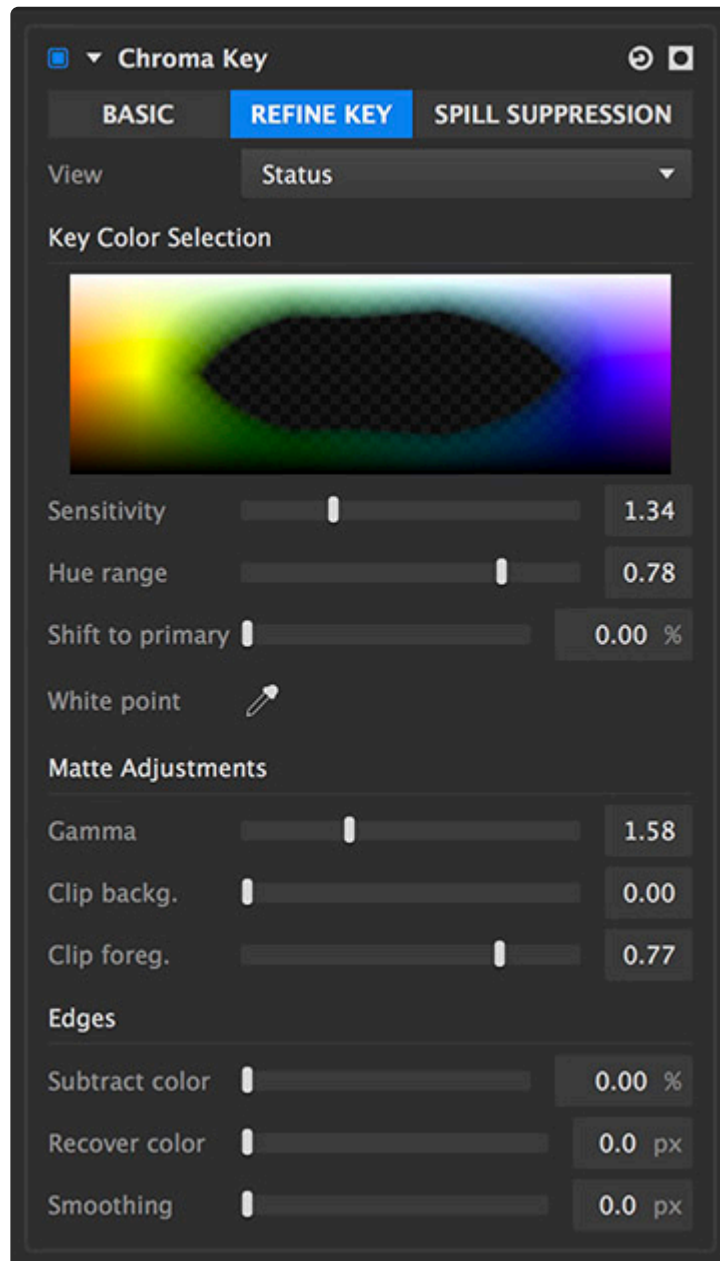 Chroma Key
BASIC REFINE KEY SPILL SUPPRESSION
View Status
Key Color Selection
Sensitivity 1.34
Hue range 0.78
Shift to primary 0.00 %
White point
Matte Adjustments
Gamma 1.58
Clip backg. 0.00
Clip foreg. 0.77
Edges
Subtract color 0.00 %
Recover color 0.0 px
Smoothing 0.0 px